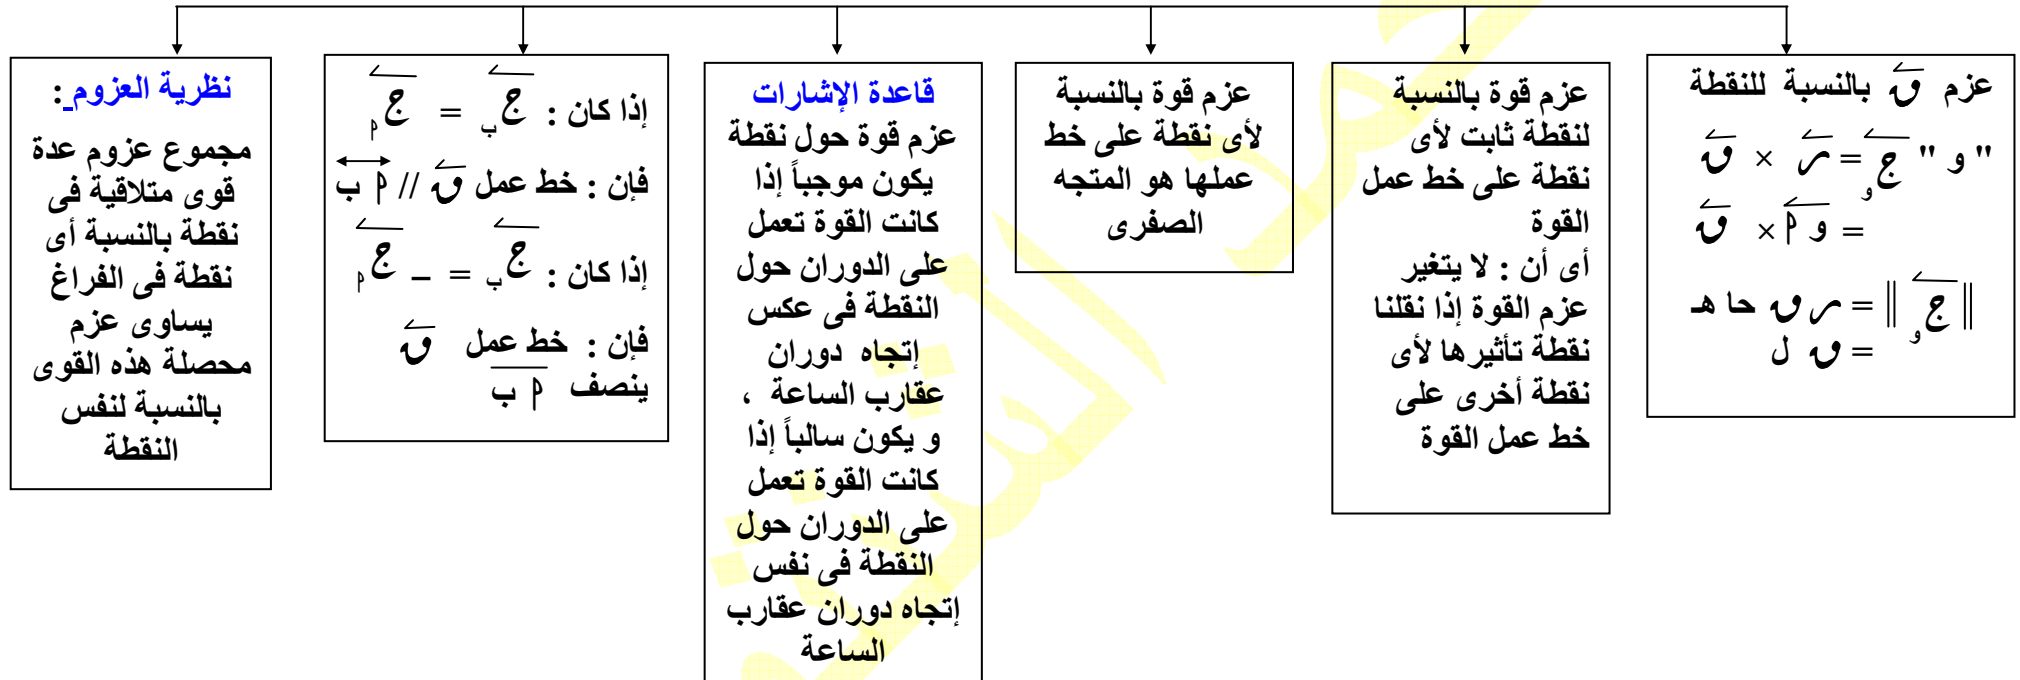 عزم ق بالنسبة للنقطة
" و " ج و = ر × ق
= و أ × ق
‖ ج و ‖ = ر ق حا هـ
= ق ل
عزم قوة بالنسبة
لنقطة ثابت لأى
نقطة على خط عمل
القوة
أى أن : لا يتغير
عزم القوة إذا نقلنا
نقطة تأثيرها لأى
نقطة أخرى على
خط عمل القوة
عزم قوة بالنسبة
لأى نقطة على خط
عملها هو المتجه
الصفرى
قاعدة الإشارات
عزم قوة حول نقطة
يكون موجباً إذا
كانت القوة تعمل
على الدوران حول
النقطة فى عكس
إتجاه دوران
عقارب الساعة ،
و يكون سالباً إذا
كانت القوة تعمل
على الدوران حول
النقطة فى نفس
إتجاه دوران عقارب
الساعة
إذا كان : ج ب = ج أ
فإن : خط عمل ق // أ ب
إذا كان : ج ب = – ج أ
فإن : خط عمل ق
ينصف أ ب
نظرية العزوم :
مجموع عزوم عدة
قوى متلاقية فى
نقطة بالنسبة أى
نقطة فى الفراغ
يساوى عزم
محصلة هذه القوى
بالنسبة لنفس
النقطة